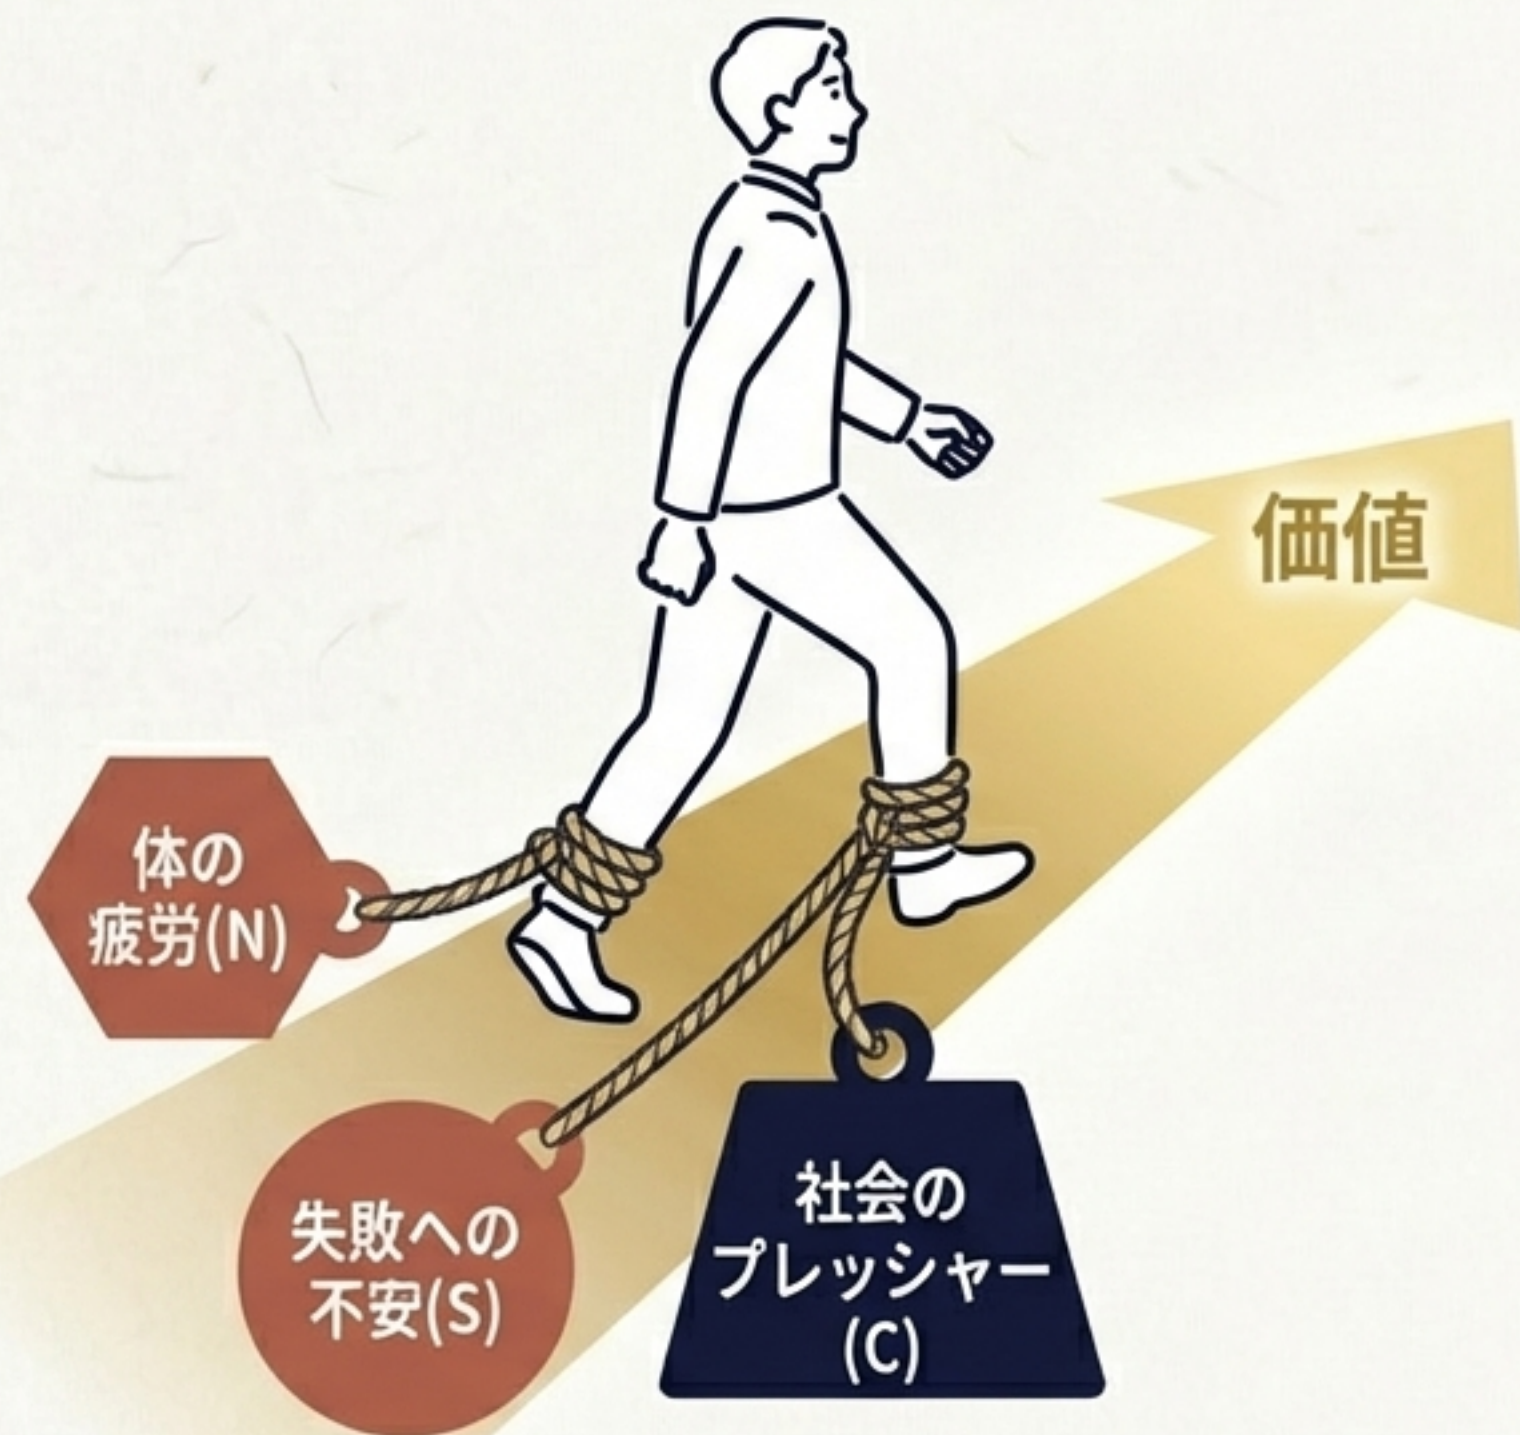 価値
体の
疲労(N)
失敗への
不安(S)
社会の
プレッシャー
(C)